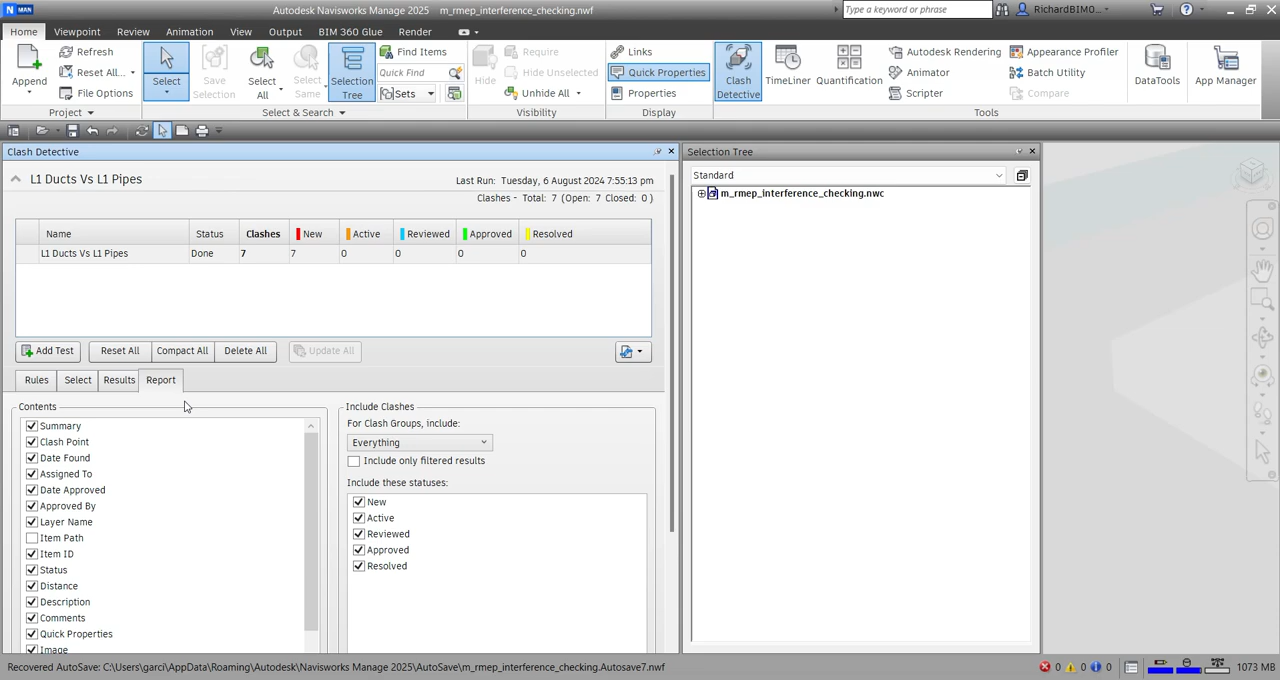 N MAN
Autodesk Navisworks Manage 2025 m_rmep_interference_checking.nwf
Type a keyword or phrase
RichardBIMO...
Home Viewpoint Review Animation View Output BIM 360 Glue Render
Append
Refresh
Reset All...
File Options
Project
Select
Save Selection
Select All
Select Same
Selection Tree
Find Items
Quick Find
Sets
Select & Search
Hide
Require
Hide Unselected
Unhide All
Visibility
Links
Quick Properties
Properties
Display
Clash Detective
TimeLiner
Quantification
Autodesk Rendering
Animator
Scripter
Appearance Profiler
Batch Utility
Compare
DataTools
App Manager
Tools
Clash Detective
L1 Ducts Vs L1 Pipes
Last Run: Tuesday, 6 August 2024 7:55:13 pm
Clashes - Total: 7 (Open: 7 Closed: 0 )
Name Status Clashes New Active Reviewed Approved Resolved
L1 Ducts Vs L1 Pipes Done 7 7 0 0 0 0
Add Test Reset All Compact All Delete All Update All
Rules Select Results Report
Contents
Summary
Clash Point
Date Found
Assigned To
Date Approved
Approved By
Layer Name
Item Path
Item ID
Status
Distance
Description
Comments
Quick Properties
Image
Include Clashes
For Clash Groups, include:
Everything
Include only filtered results
Include these statuses:
New
Active
Reviewed
Approved
Resolved
Selection Tree
Standard
m_rmep_interference_checking.nwc
Recovered AutoSave: C:\Users\garci\AppData\Roaming\Autodesk\Navisworks Manage 2025\AutoSave\m_rmep_interference_checking.Autosave7.nwf
0 0 0 1073 MB